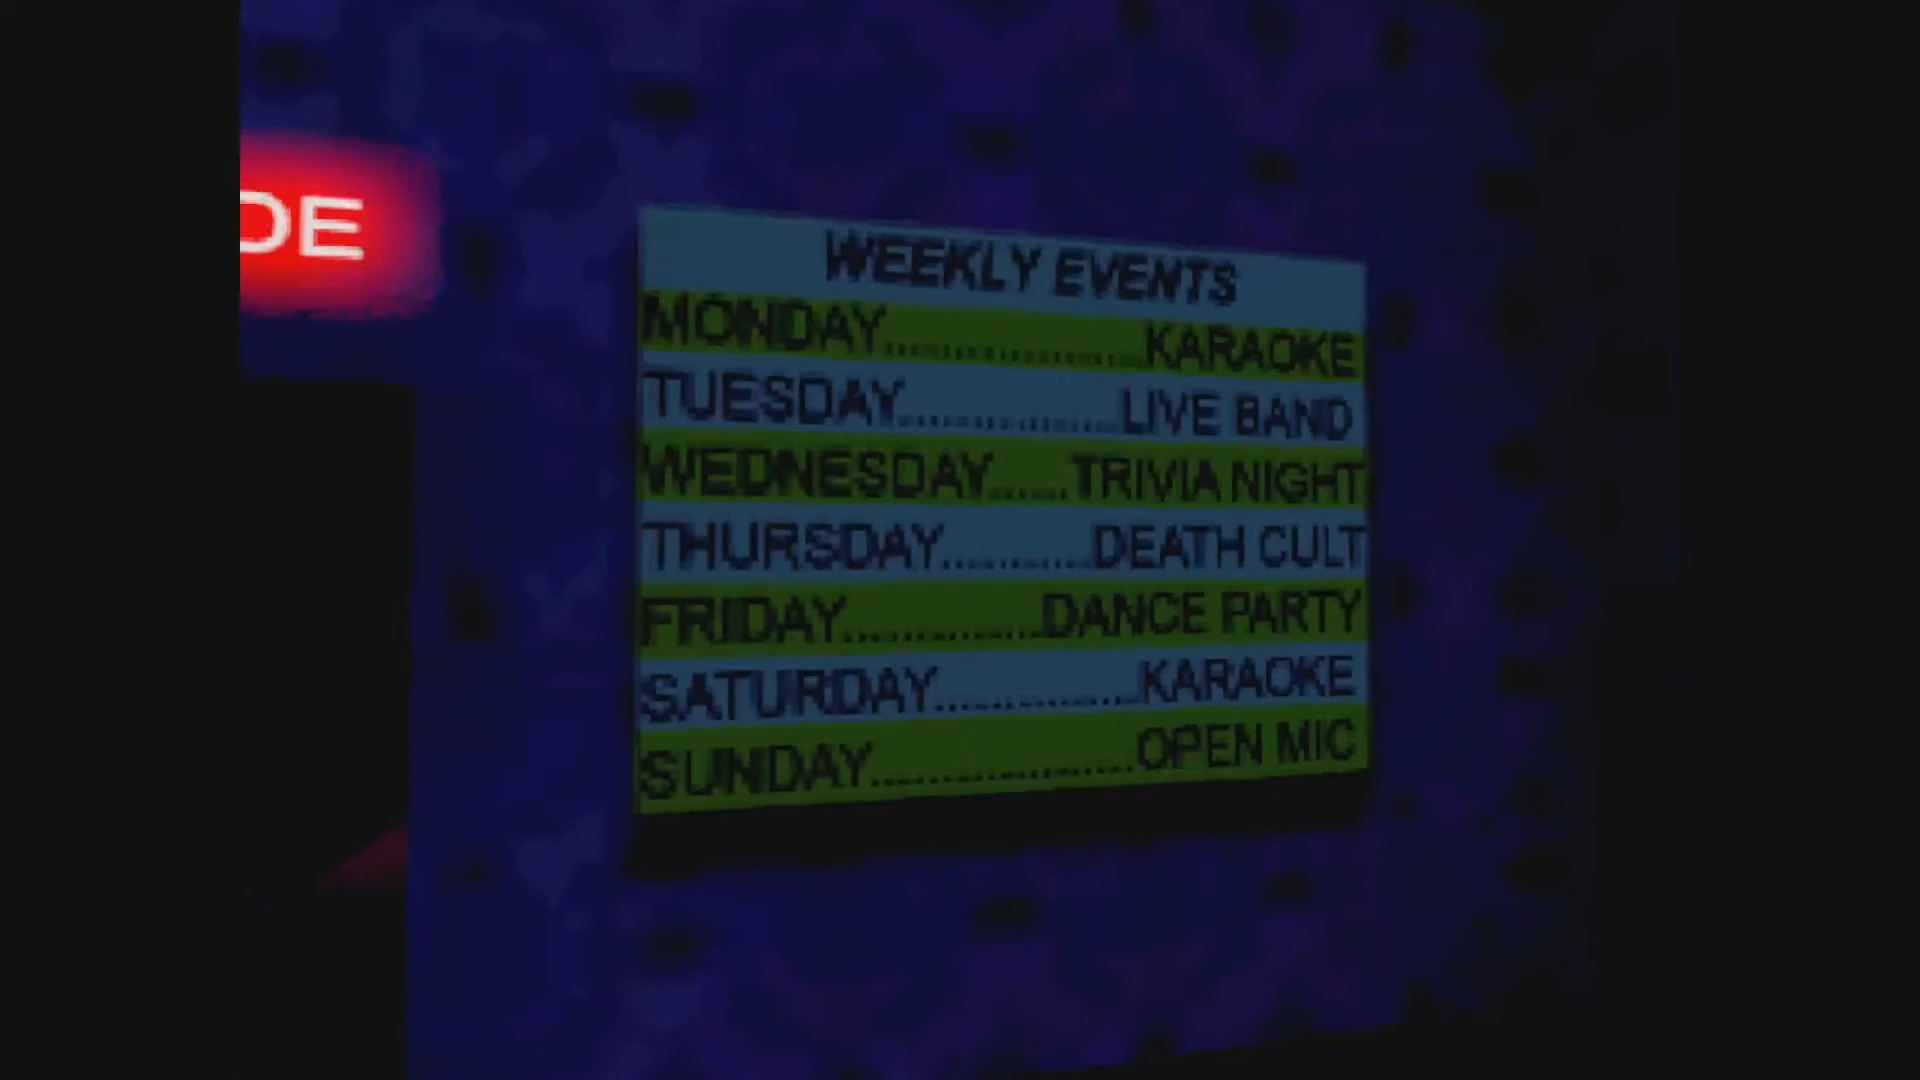 DE
WEEKLY EVENTS
MONDAY....................KARAOKE
TUESDAY.................LIVE BAND
WEDNESDAY......TRIVIA NIGHT
THURSDAY...........DEATH CULT
FRIDAY...............DANCE PARTY
SATURDAY................KARAOKE
SUNDAY....................OPEN MIC